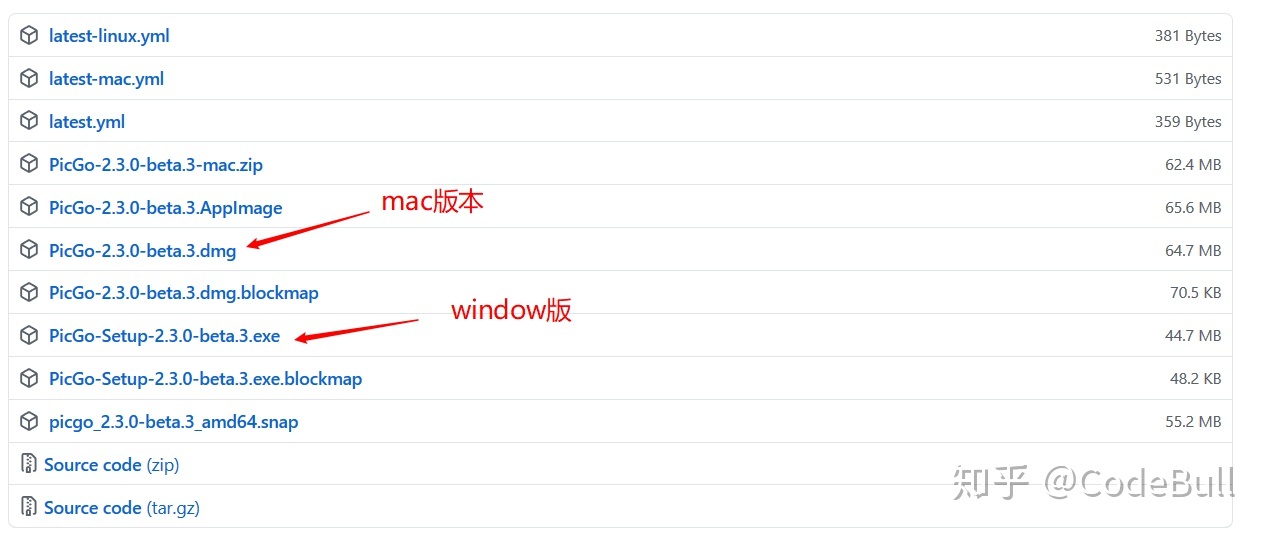 latest-linux.yml 381 Bytes
latest-mac.yml 531 Bytes
latest.yml 359 Bytes
PicGo-2.3.0-beta.3-mac.zip 62.4 MB
mac版本
PicGo-2.3.0-beta.3.AppImage 65.6 MB
PicGo-2.3.0-beta.3.dmg 64.7 MB
PicGo-2.3.0-beta.3.dmg.blockmap 70.5 KB
window版
PicGo-Setup-2.3.0-beta.3.exe 44.7 MB
PicGo-Setup-2.3.0-beta.3.exe.blockmap 48.2 KB
picgo_2.3.0-beta.3_amd64.snap 55.2 MB
Source code (zip)
知乎 @CodeBull
Source code (tar.gz)